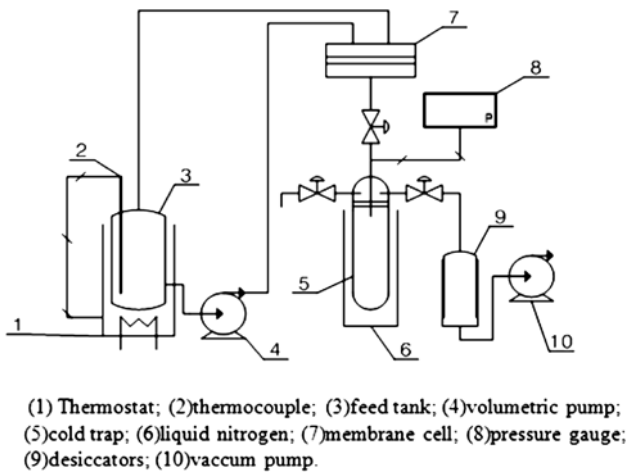 7
8
P
2
3
9
5
1
4
6
10
(1) Thermostat; (2)thermocouple; (3)feed tank; (4)volumetric pump;
(5)cold trap; (6)liquid nitrogen; (7)membrane cell; (8)pressure gauge;
(9)desiccators; (10)vaccum pump.